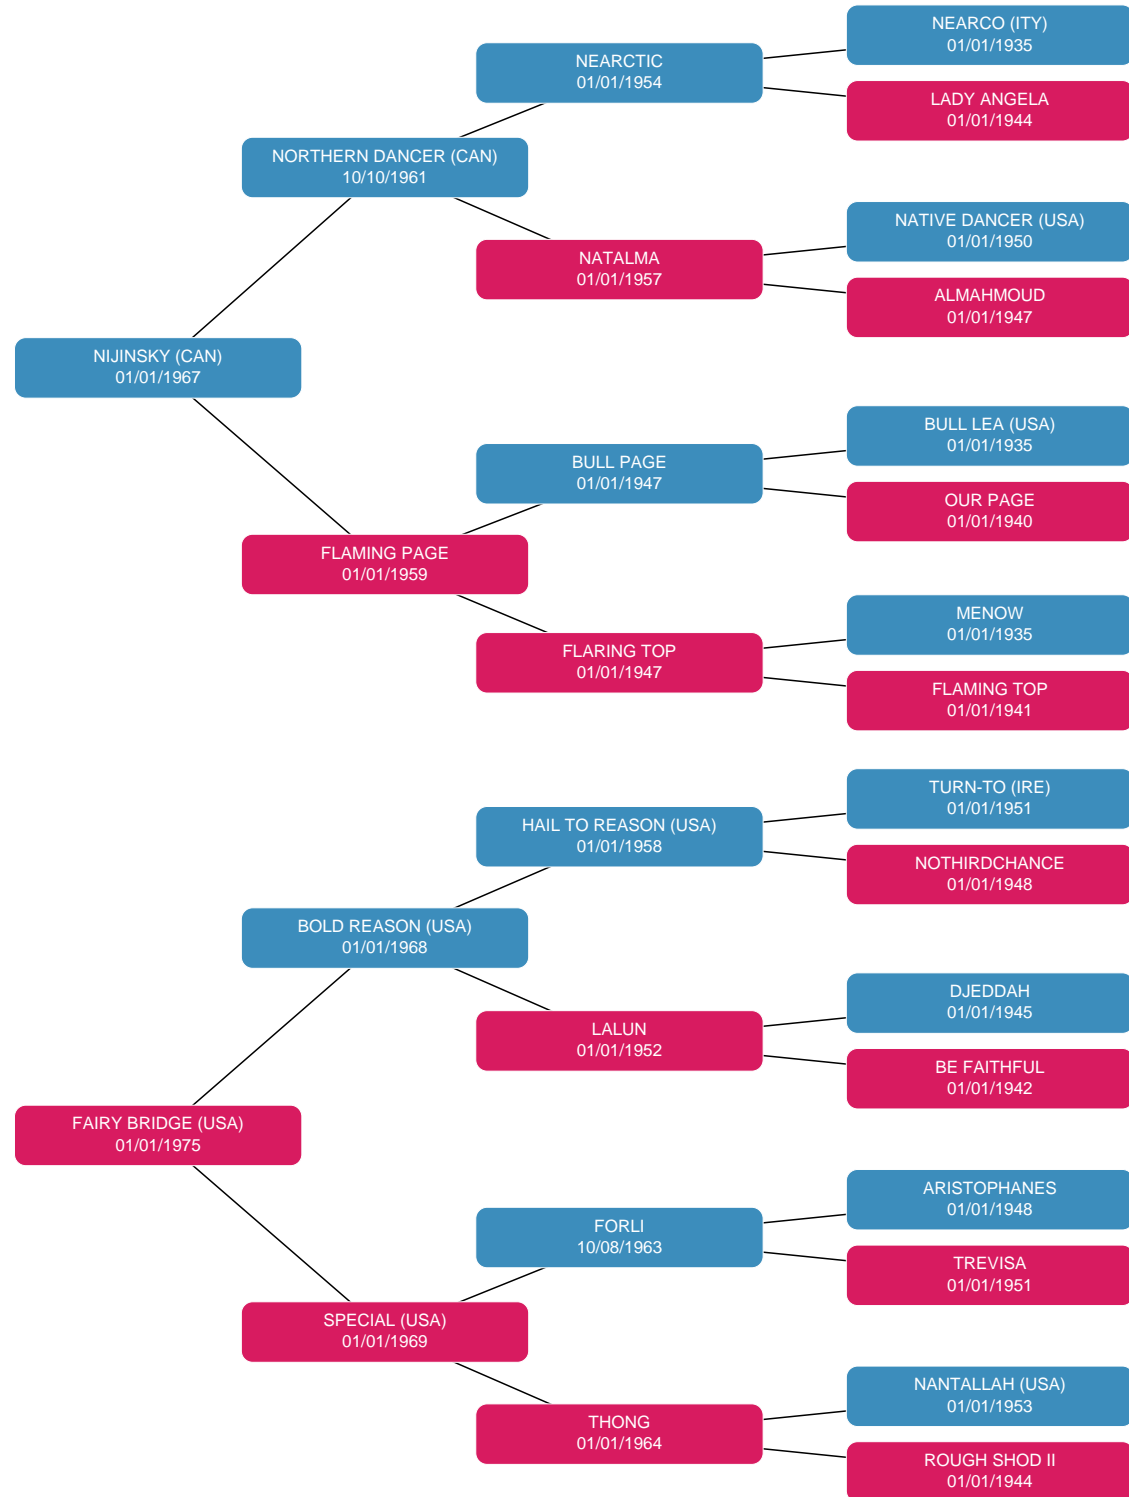 NEARCO (ITY)
01/01/1935
NEARCTIC
01/01/1954
LADY ANGELA
01/01/1944
NORTHERN DANCER (CAN)
10/10/1961
NATIVE DANCER (USA)
01/01/1950
NATALMA
01/01/1957
ALMAHMOUD
01/01/1947
NIJINSKY (CAN)
01/01/1967
BULL LEA (USA)
01/01/1935
BULL PAGE
01/01/1947
OUR PAGE
01/01/1940
FLAMING PAGE
01/01/1959
MENOW
01/01/1935
FLARING TOP
01/01/1947
FLAMING TOP
01/01/1941
TURN-TO (IRE)
01/01/1951
HAIL TO REASON (USA)
01/01/1958
NOTHIRDCHANCE
01/01/1948
BOLD REASON (USA)
01/01/1968
DJEDDAH
01/01/1945
LALUN
01/01/1952
BE FAITHFUL
01/01/1942
FAIRY BRIDGE (USA)
01/01/1975
ARISTOPHANES
01/01/1948
FORLI
10/08/1963
TREVISA
01/01/1951
SPECIAL (USA)
01/01/1969
NANTALLAH (USA)
01/01/1953
THONG
01/01/1964
ROUGH SHOD II
01/01/1944